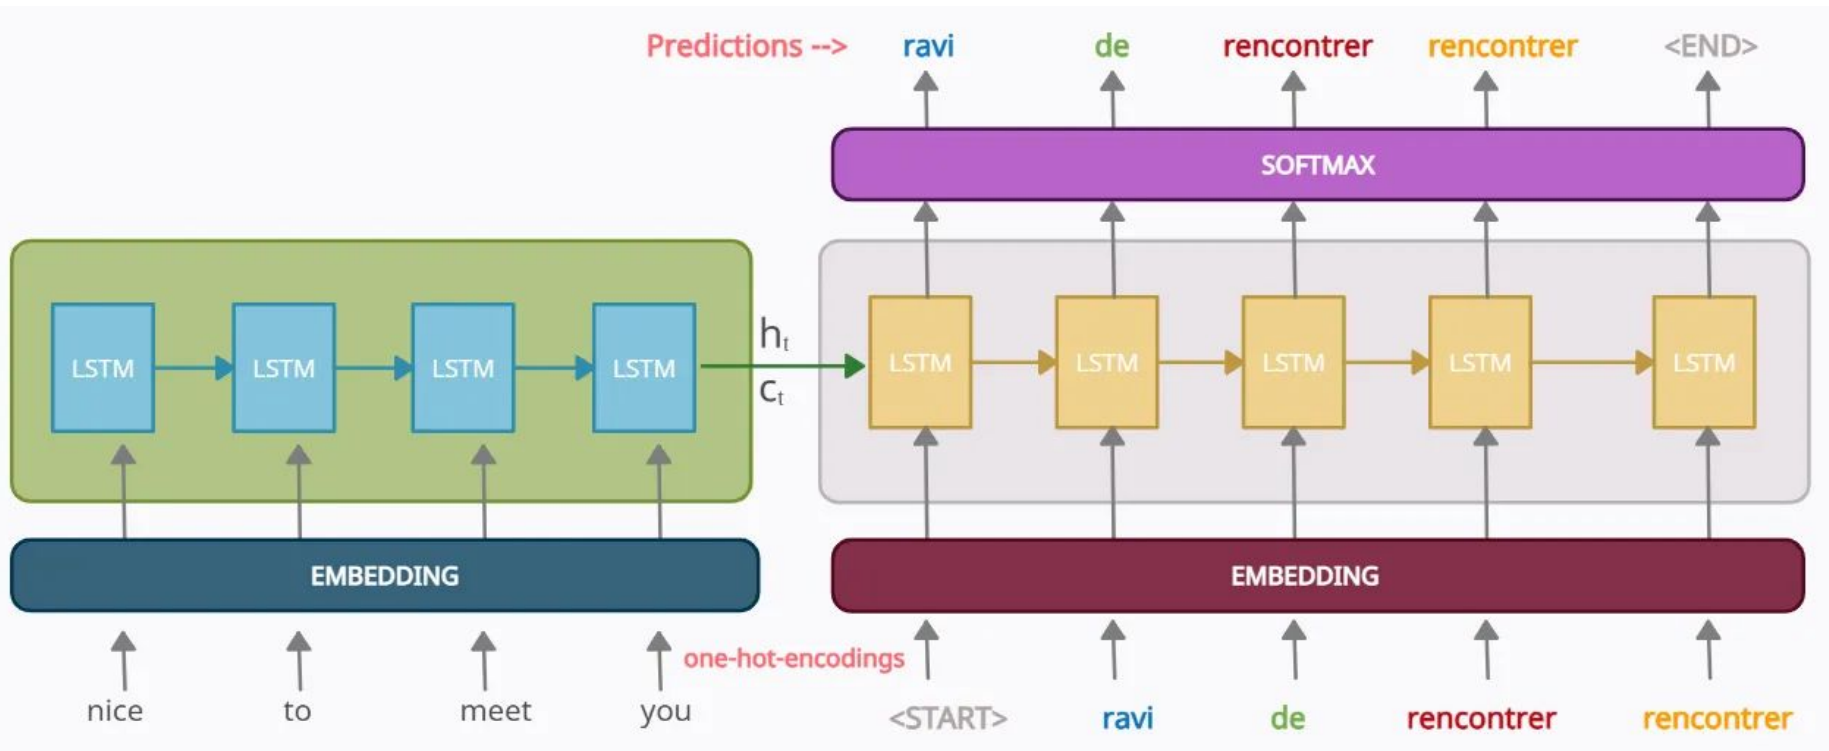 Predictions --> ravi de rencontrer rencontrer <END>
SOFTMAX
LSTM LSTM LSTM LSTM
hₜ
cₜ
LSTM LSTM LSTM LSTM LSTM
EMBEDDING
EMBEDDING
one-hot-encodings
nice to meet you
<START> ravi de rencontrer rencontrer